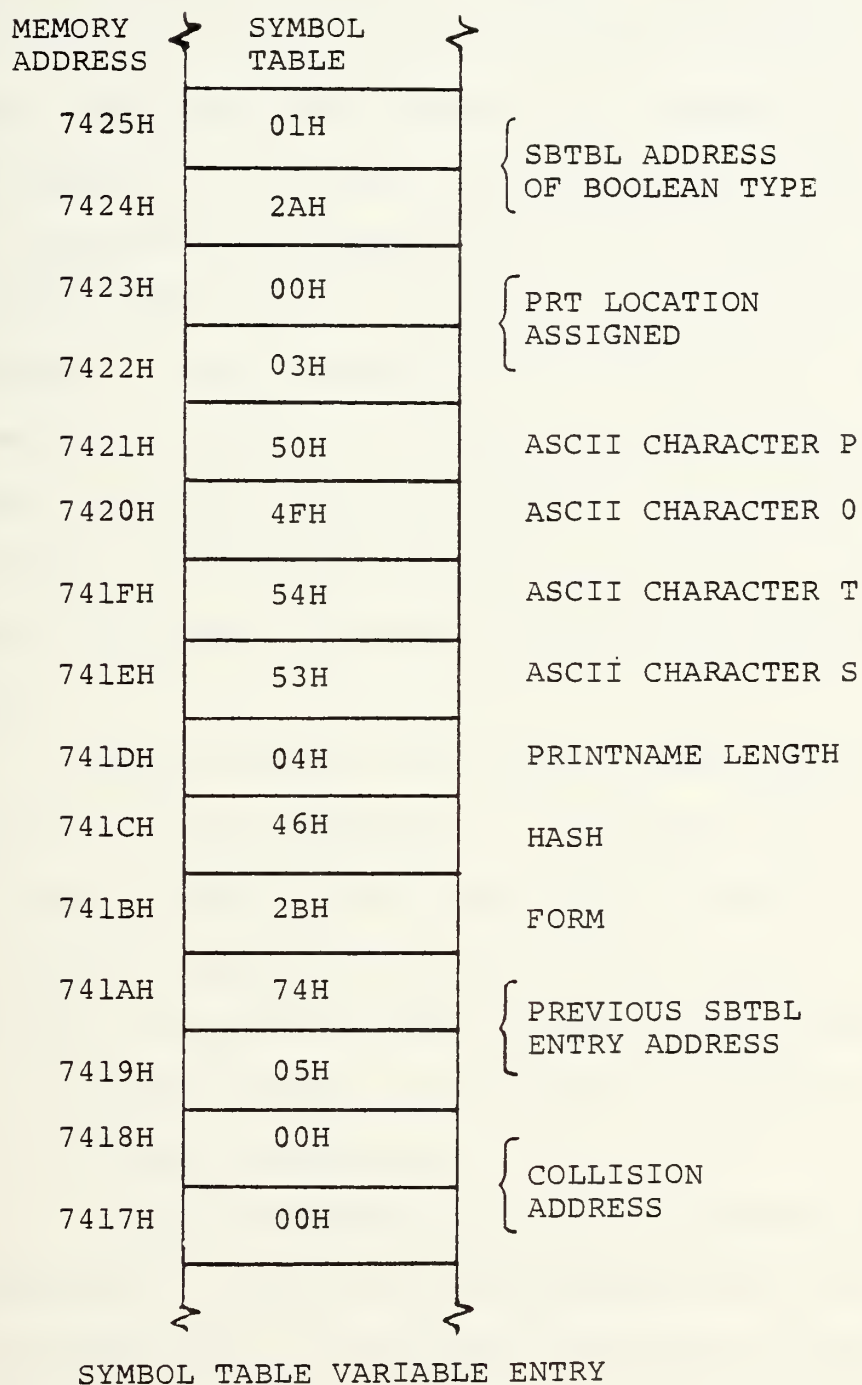 MEMORY SYMBOL
ADDRESS TABLE
7425H 01H
SBTBL ADDRESS
OF BOOLEAN TYPE
7424H 2AH
7423H 00H
PRT LOCATION
ASSIGNED
7422H 03H
7421H 50H ASCII CHARACTER P
7420H 4FH ASCII CHARACTER O
741FH 54H ASCII CHARACTER T
741EH 53H ASCII CHARACTER S
741DH 04H PRINTNAME LENGTH
741CH 46H HASH
741BH 2BH FORM
741AH 74H
PREVIOUS SBTBL
ENTRY ADDRESS
7419H 05H
7418H 00H
COLLISION
ADDRESS
7417H 00H
SYMBOL TABLE VARIABLE ENTRY